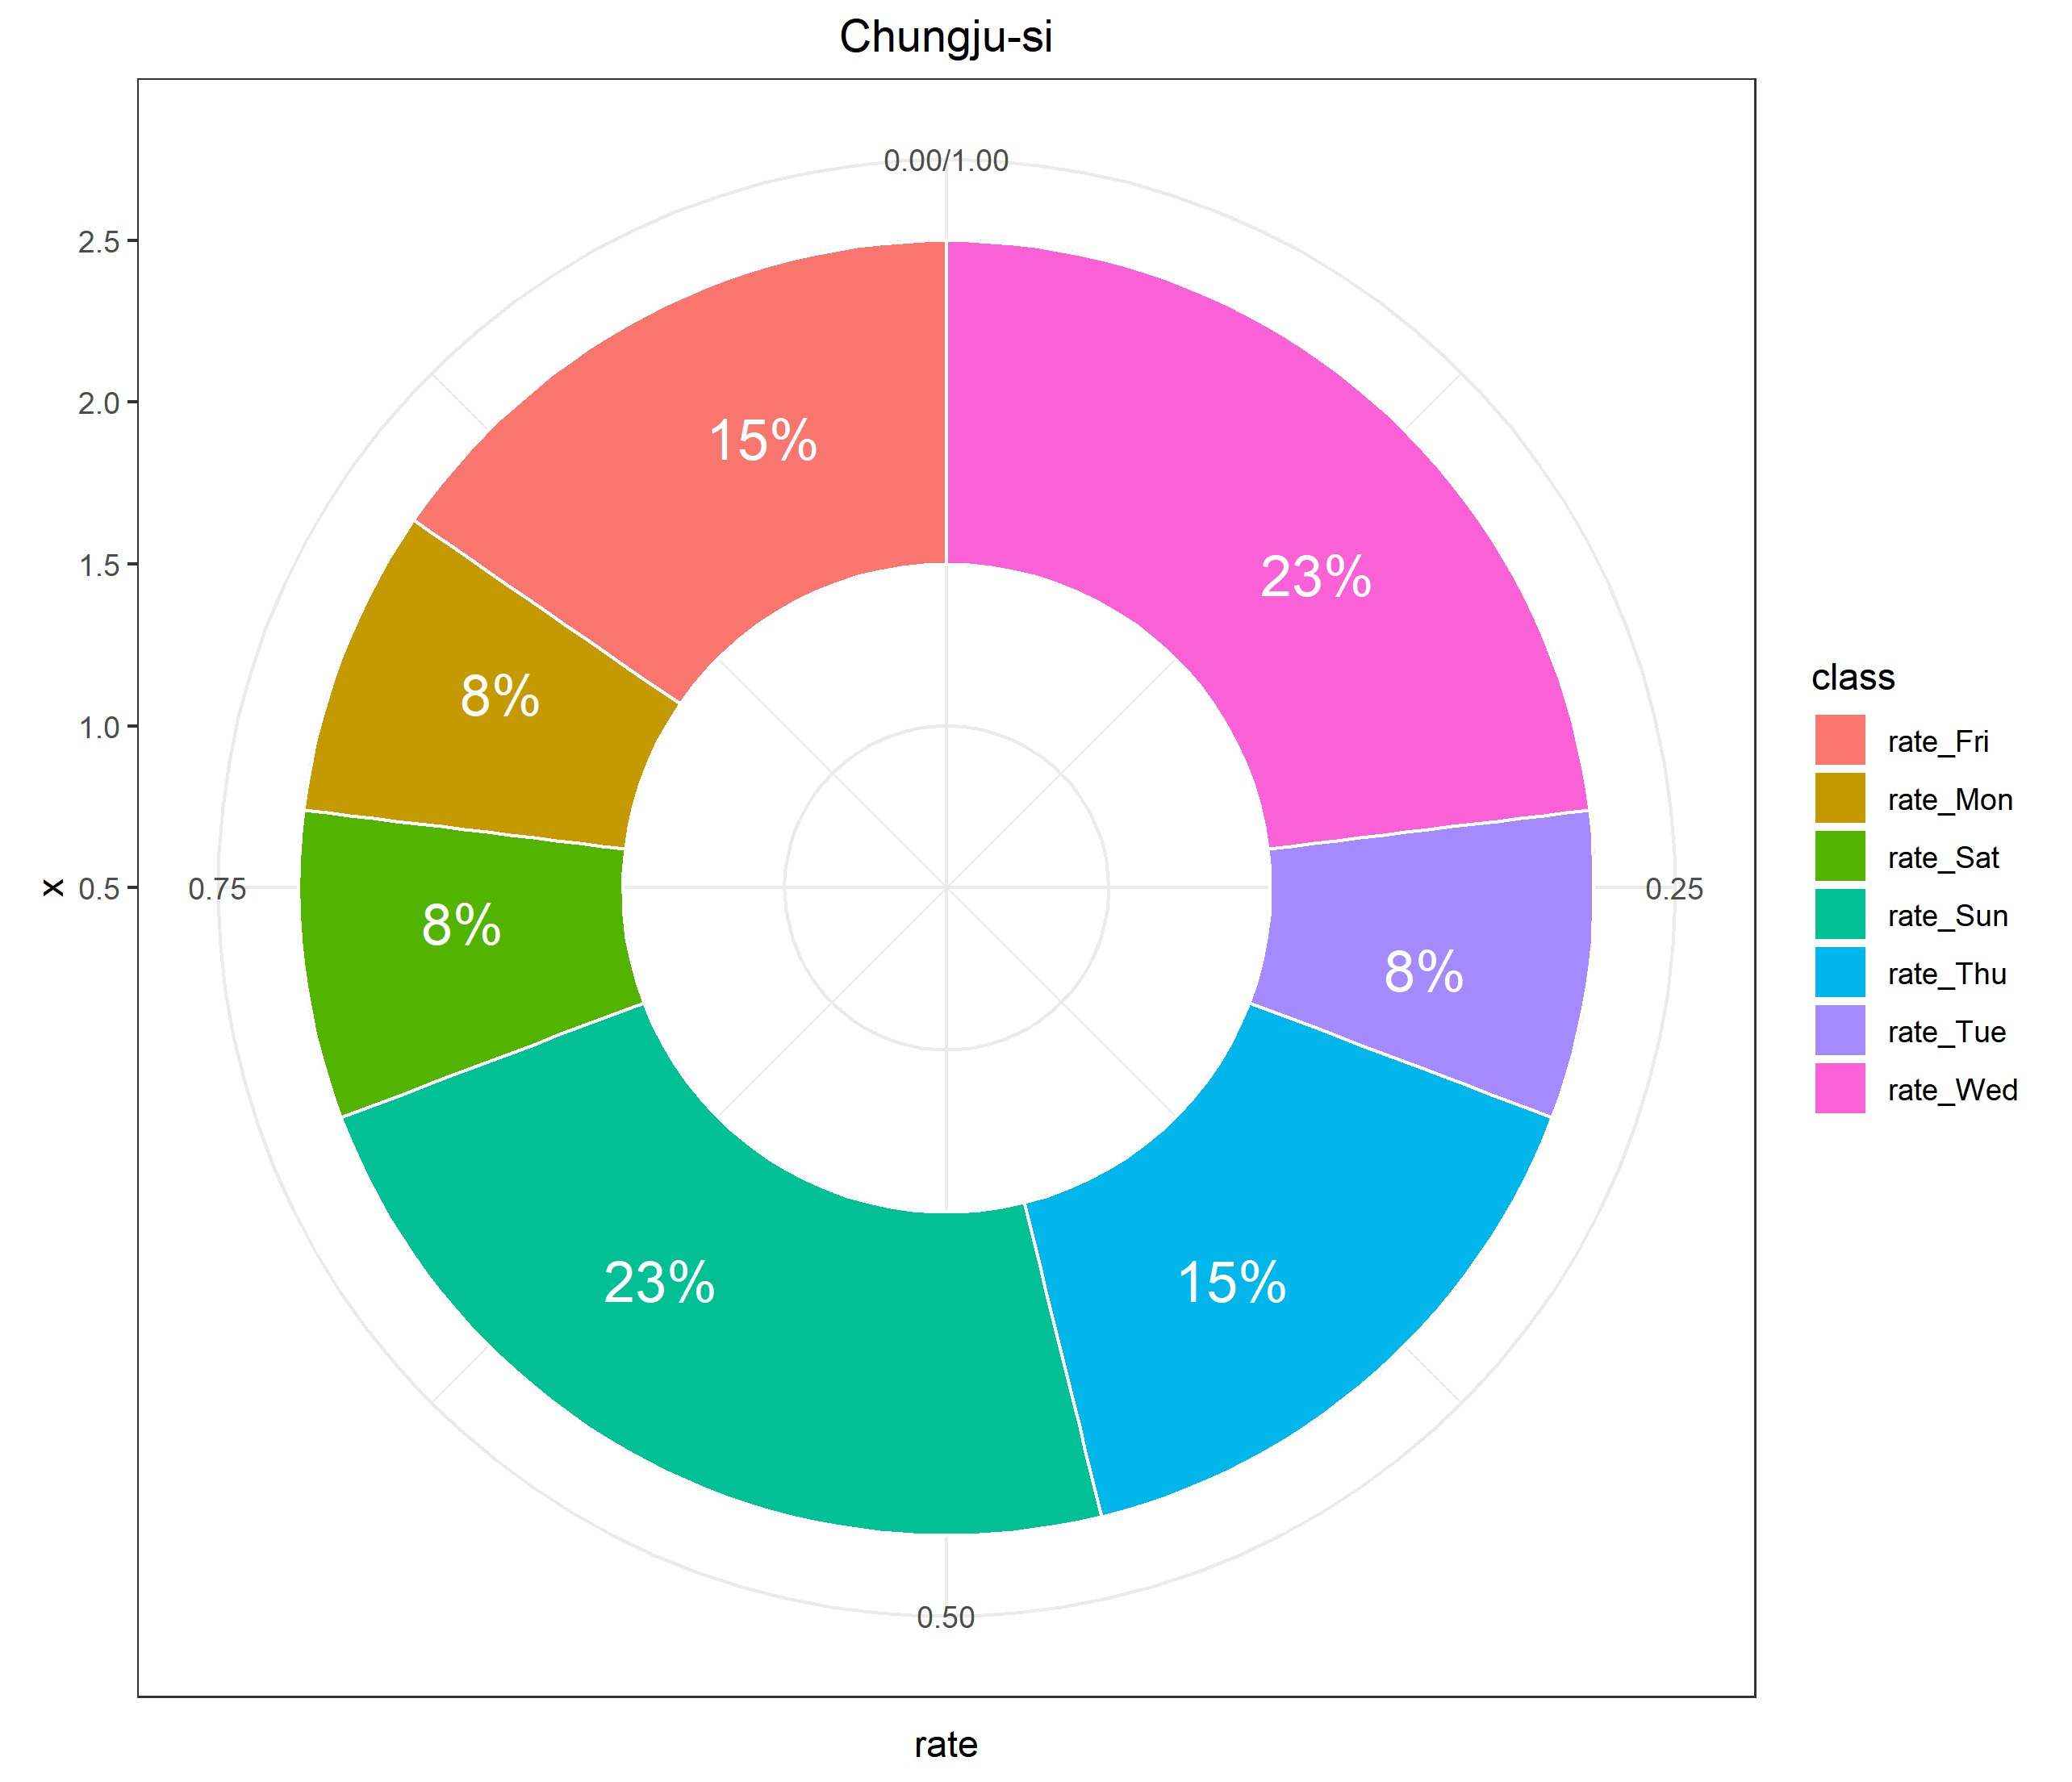 Chungju-si
0.00/1.00
2.5
2.0
15%
1.5
23%
8%
class
1.0
rate_Fri
rate_Mon
rate_Sat
x
0.5
0.75
0.25
8%
rate_Sun
8%
rate_Thu
rate_Tue
rate_Wed
23%
15%
0.50
rate